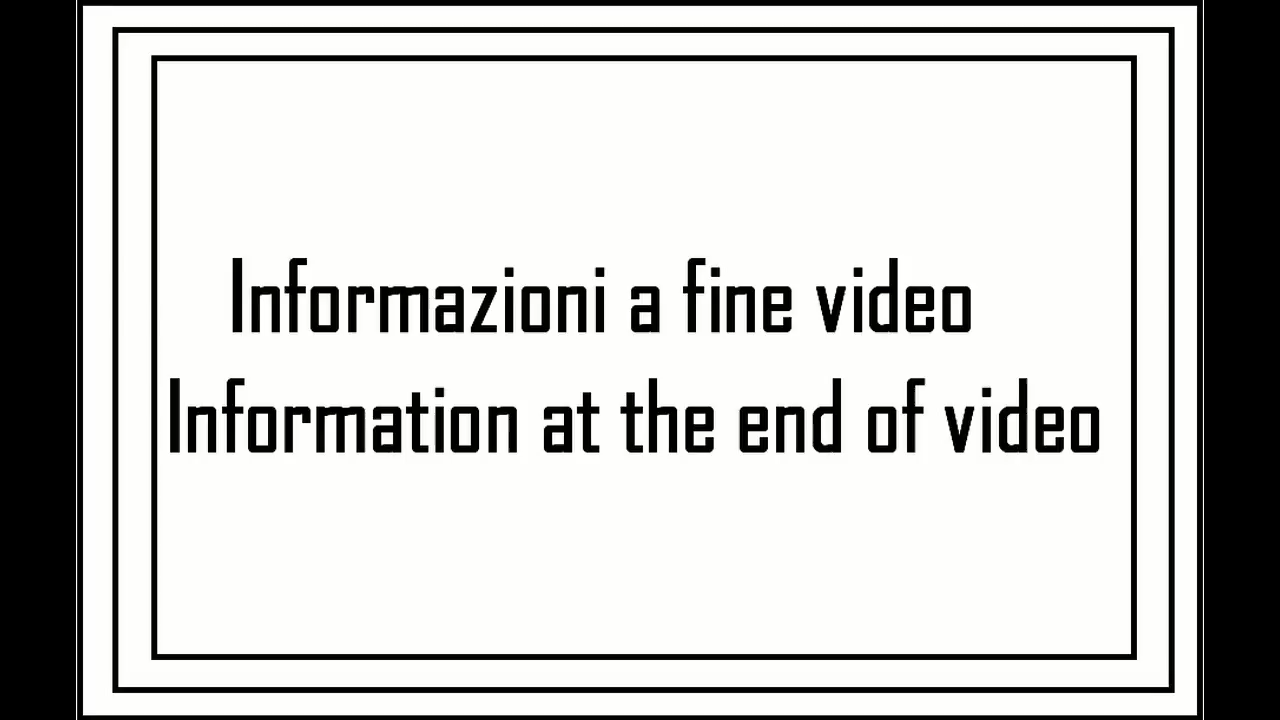 Informazioni a fine video
Information at the end of video